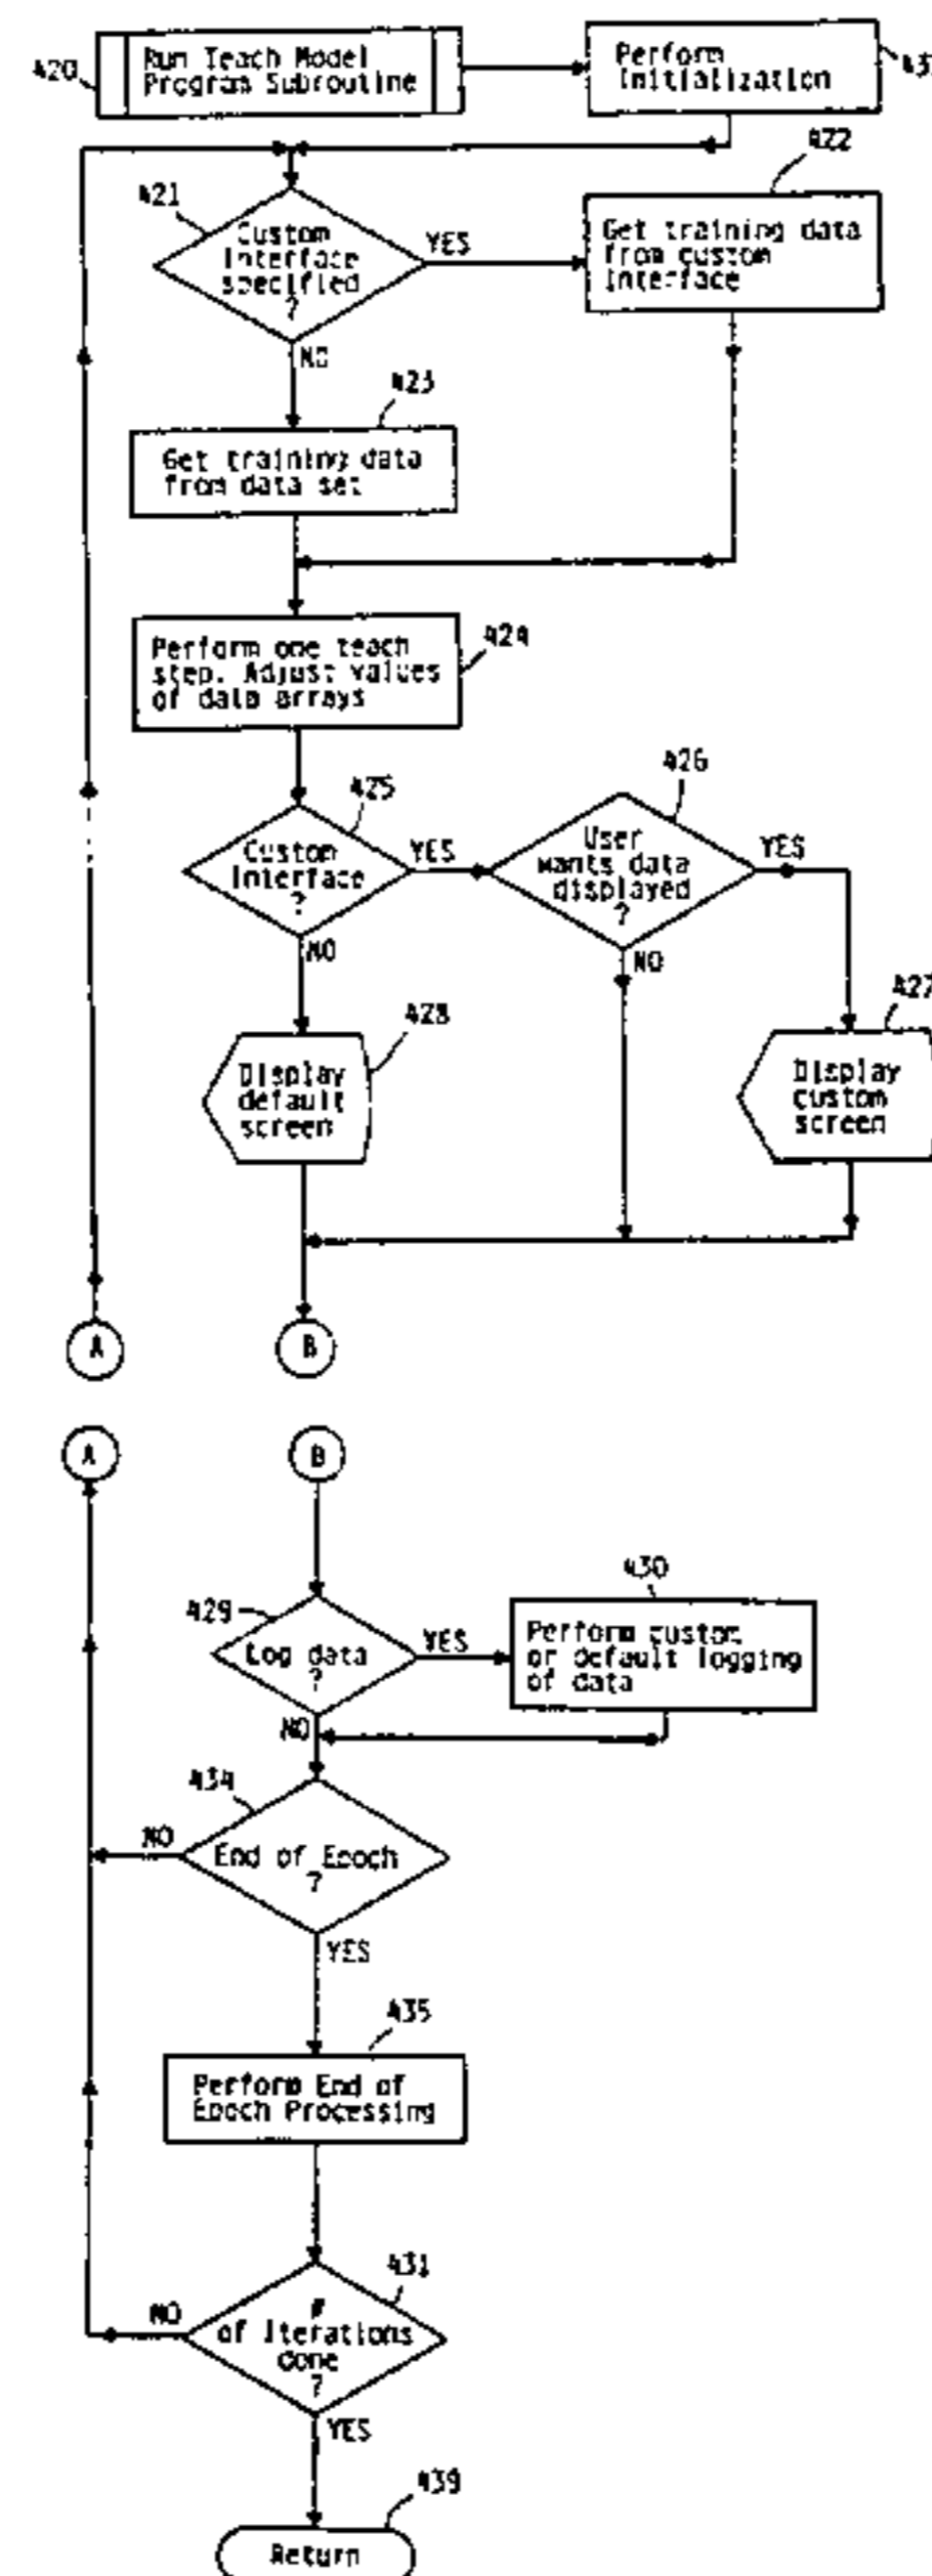 420
Run Teach Model
Program Subroutine
Perform
Initialization
422
421
Custom
Interface
specified
?
YES
Get training data
from custom
Interface
NO
423
Get training data
from data set
424
Perform one teach
step. Adjust values
of data arrays
425
426
Custom
Interface
?
YES
User
wants data
displayed
?
YES
NO
NO
428
427
Display
default
screen
Display
custom
screen
A
B
A
B
430
429
Log data
?
YES
Perform custom
or default logging
of data
NO
434
NO
End of Epoch
?
YES
435
Perform End of
Epoch Processing
431
NO
#
of Iterations
done
?
YES
439
Return